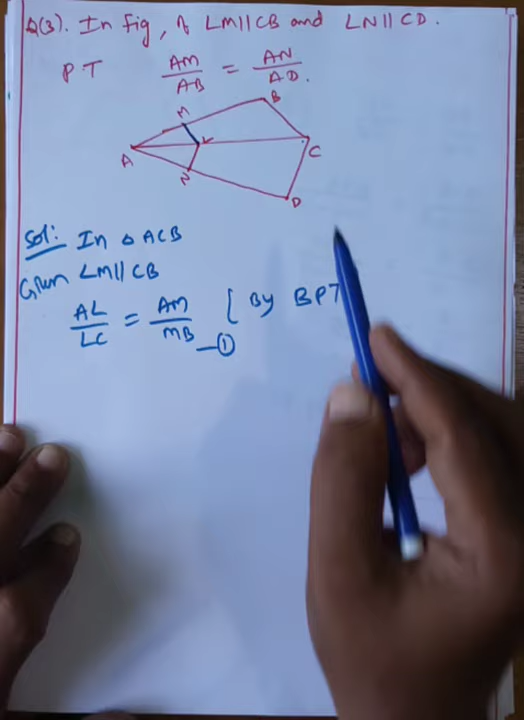 Q(3). In fig, if LM||CB and LN||CD.
PT AM/AB = AN/AD.
M
B
A
L
C
N
D
Sol: In △ ACB
Given LM||CB
AL/LC = AM/MB [By BPT
—①